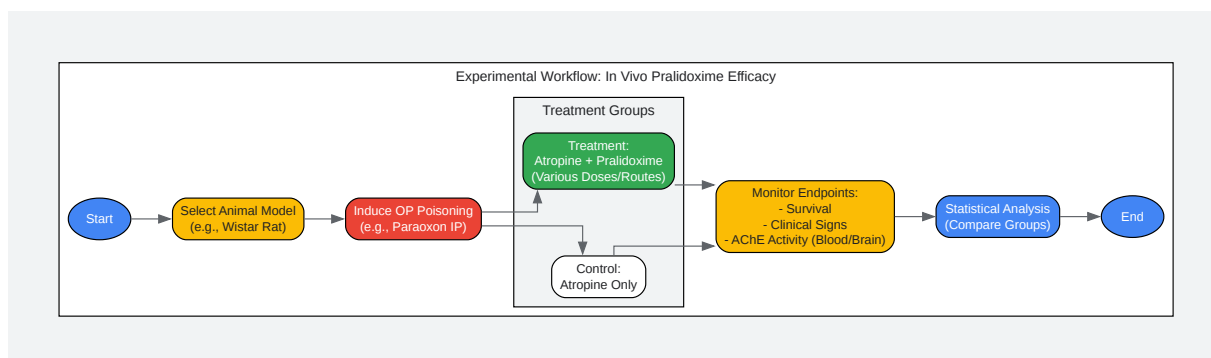 Experimental Workflow: In Vivo Pralidoxime Efficacy
Treatment Groups
Start
Select Animal Model
(e.g., Wistar Rat)
Induce OP Poisoning
(e.g., Paraoxon IP)
Treatment:
Atropine + Pralidoxime
(Various Doses/Routes)
Control:
Atropine Only
Monitor Endpoints:
- Survival
- Clinical Signs
- AChE Activity (Blood/Brain)
Statistical Analysis
(Compare Groups)
End